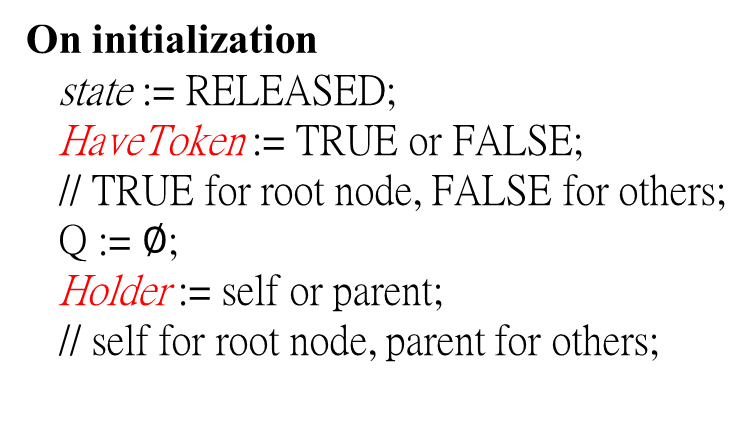 On initialization
state := RELEASED;
HaveToken := TRUE or FALSE;
// TRUE for root node, FALSE for others;
Q := Ø;
Holder := self or parent;
// self for root node, parent for others;